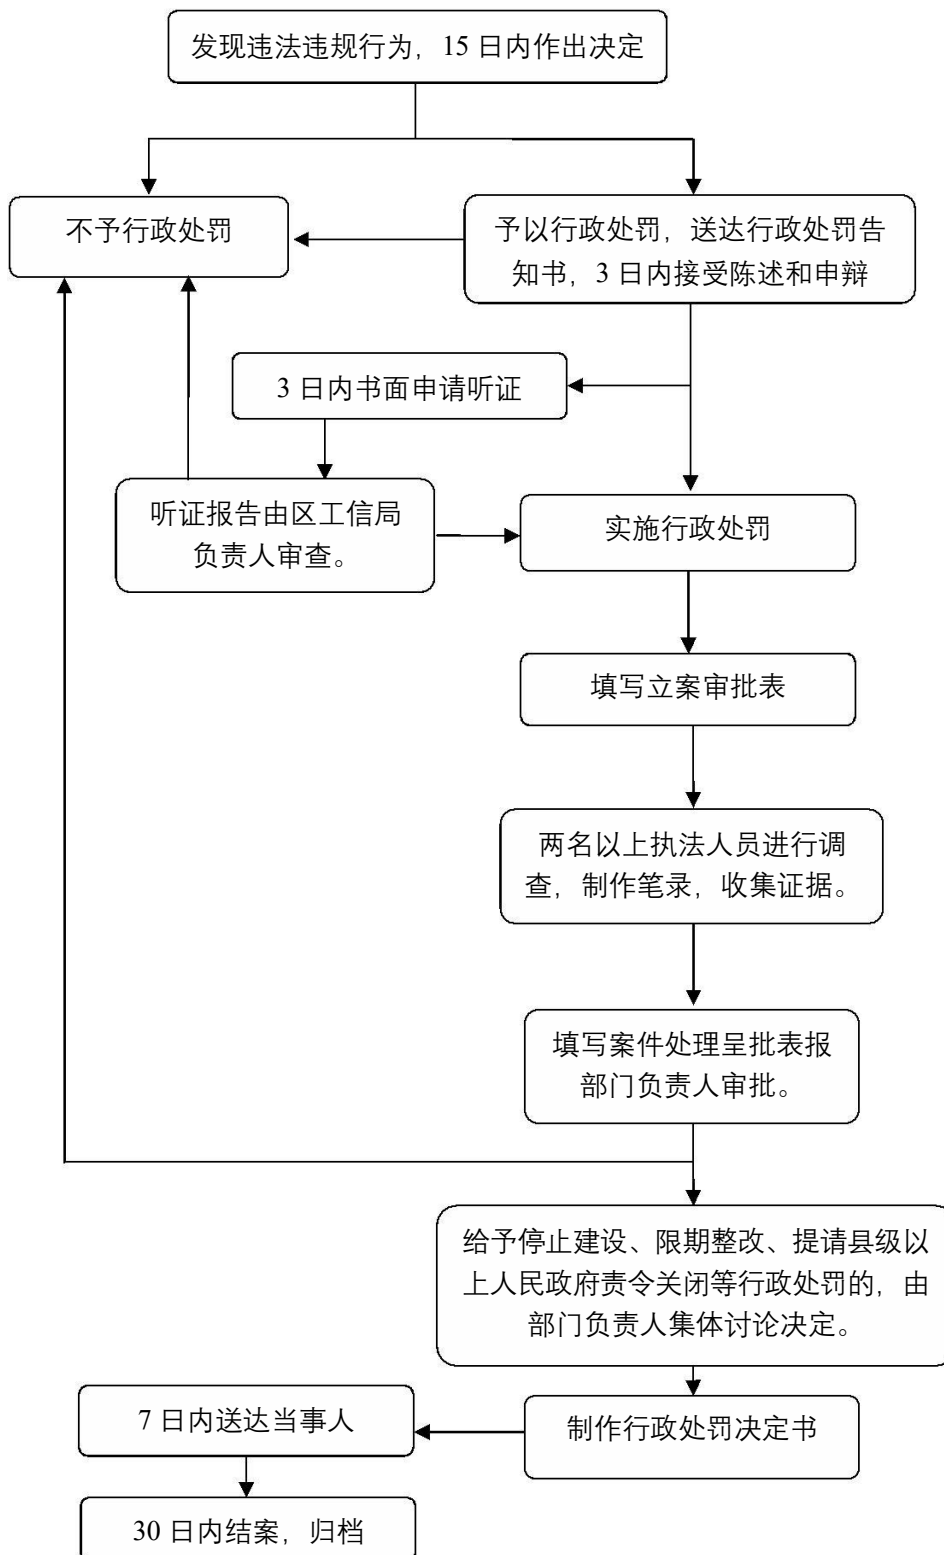 发现违法违规行为，15 日内作出决定
不予行政处罚
予以行政处罚，送达行政处罚告
知书，3 日内接受陈述和申辩
3 日内书面申请听证
听证报告由区工信局
负责人审查。
实施行政处罚
填写立案审批表
两名以上执法人员进行调
查，制作笔录，收集证据。
填写案件处理呈批表报
部门负责人审批。
给予停止建设、限期整改、提请县级以
上人民政府责令关闭等行政处罚的，由
部门负责人集体讨论决定。
7 日内送达当事人
制作行政处罚决定书
30 日内结案，归档